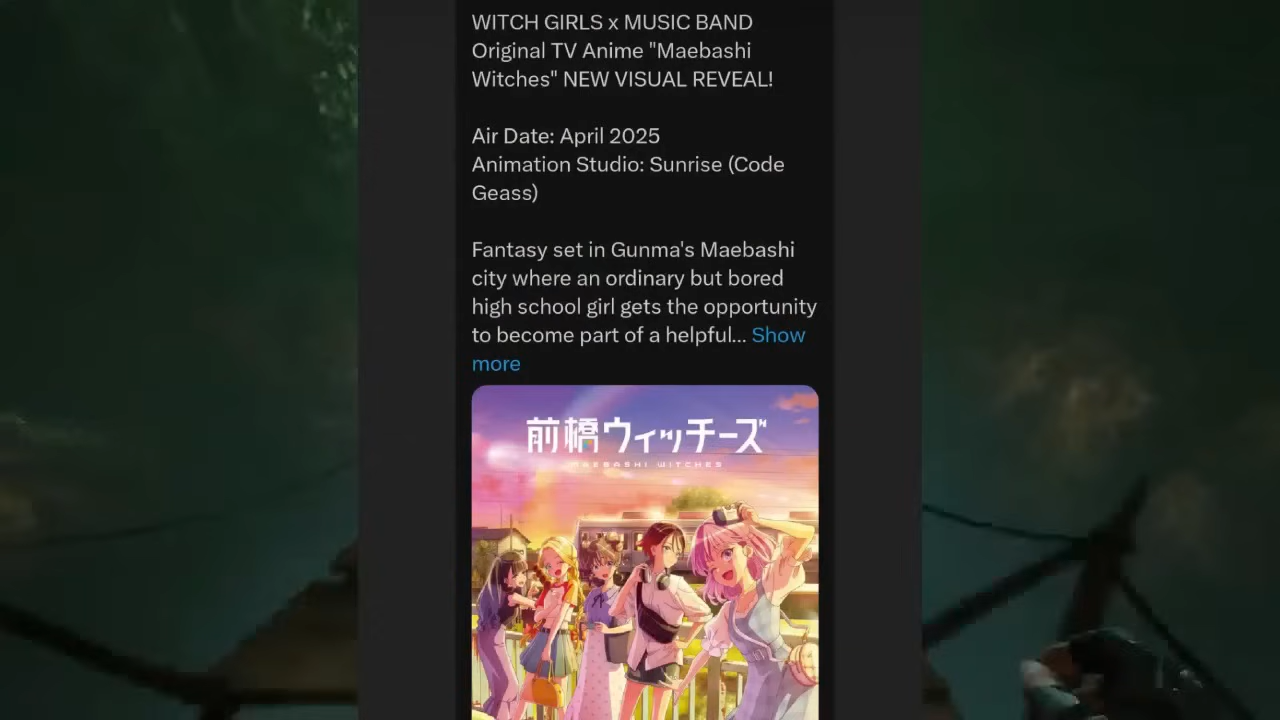 WITCH GIRLS x MUSIC BAND
Original TV Anime "Maebashi
Witches" NEW VISUAL REVEAL!
Air Date: April 2025
Animation Studio: Sunrise (Code
Geass)
Fantasy set in Gunma's Maebashi
city where an ordinary but bored
high school girl gets the opportunity
to become part of a helpful... Show
more
前橋ウィッチーズ
MAEBASHI WITCHES